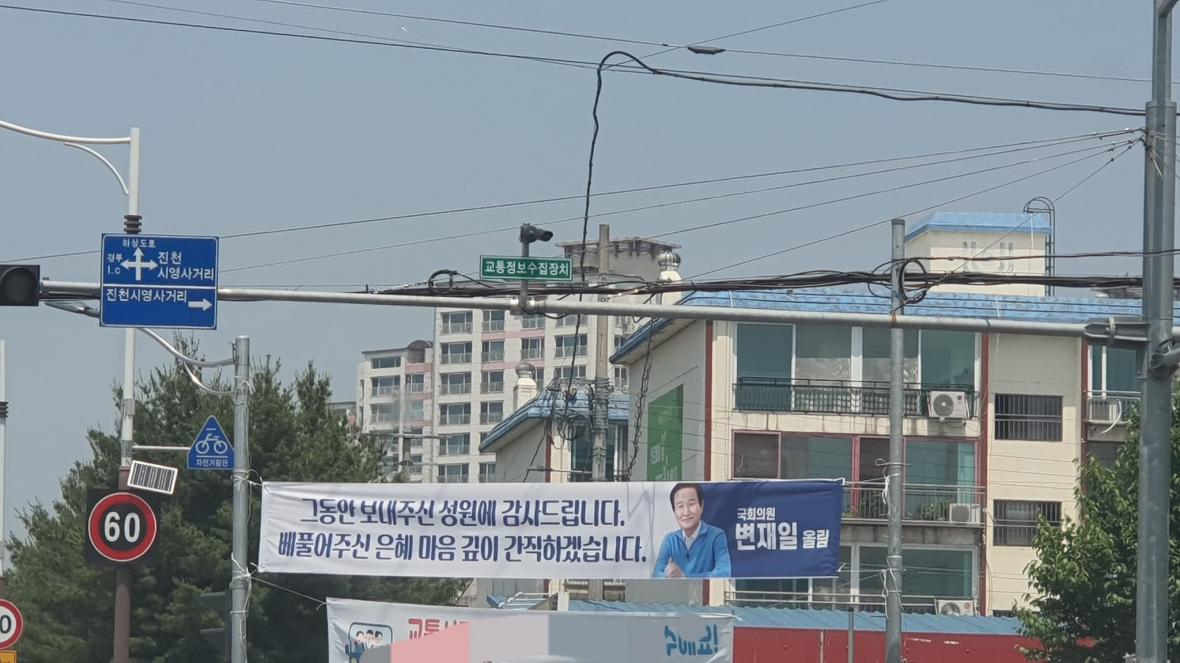 하상도로
경부
I.C
진천
시영사거리
진천시영사거리
교통정보수집장치
자전거횡단
60
그동안 보내주신 성원에 감사드립니다.
베풀어주신 은혜 마음 깊이 간직하겠습니다.
국회의원
변재일 올림
0
교통